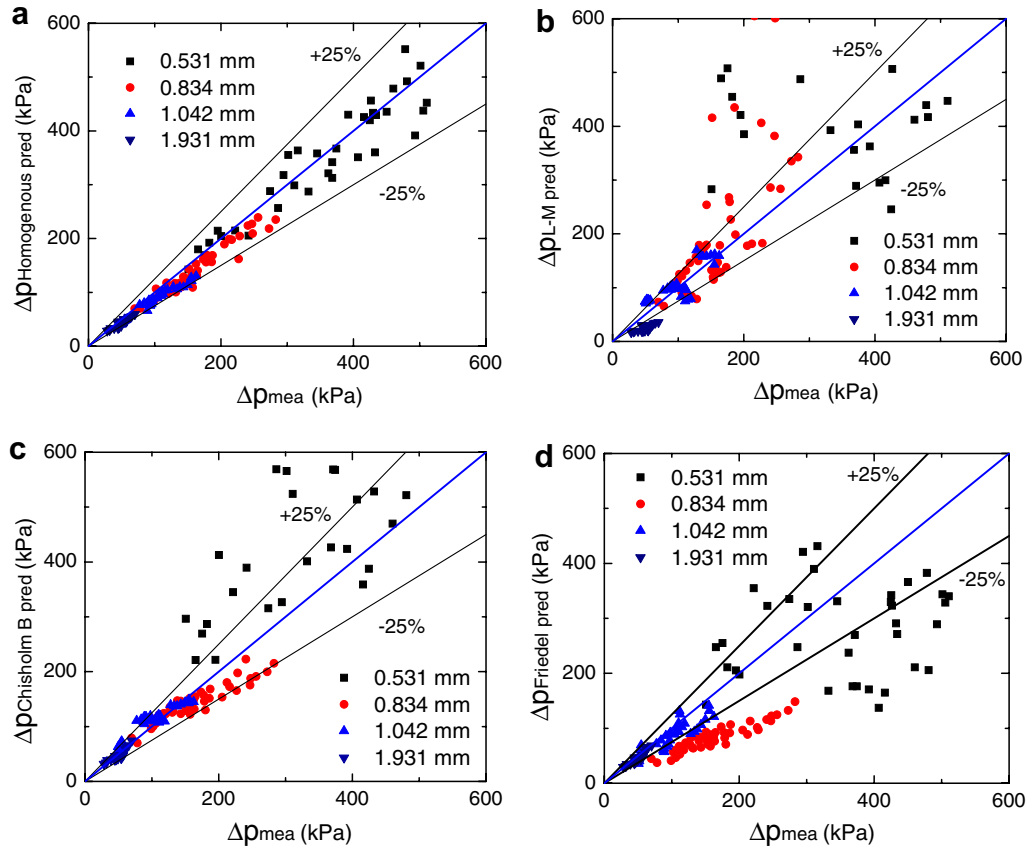 a
600
400
200
0
0
200
400
600
ΔpHomogenous pred (kPa)
Δpmea (kPa)
0.531 mm
0.834 mm
1.042 mm
1.931 mm
+25%
-25%
b
600
400
200
0
0
200
400
600
ΔpL-M pred (kPa)
Δpmea (kPa)
+25%
-25%
0.531 mm
0.834 mm
1.042 mm
1.931 mm
c
600
400
200
0
0
200
400
600
ΔpChisholm B pred (kPa)
Δpmea (kPa)
+25%
-25%
0.531 mm
0.834 mm
1.042 mm
1.931 mm
d
600
400
200
0
0
200
400
600
ΔpFriedel pred (kPa)
Δpmea (kPa)
0.531 mm
0.834 mm
1.042 mm
1.931 mm
+25%
-25%